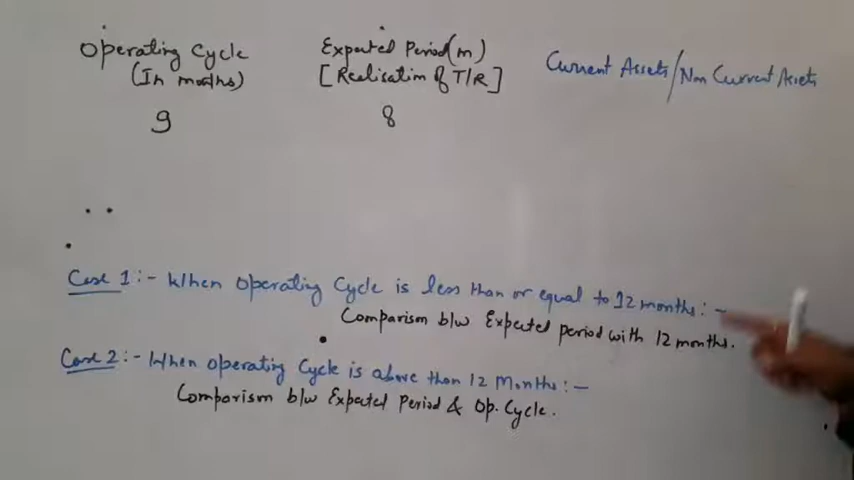 Operating Cycle
(In months)
Expected Period(m)
[Realisation of T/R]
Current Assets/Non Current Assets
9
8
Case 1:- When Operating Cycle is less than or equal to 12 months:-
Comparison b/w Expected period with 12 months.
Case 2:- When operating Cycle is above than 12 Months:-
Comparison b/w Expected Period & Op. Cycle.